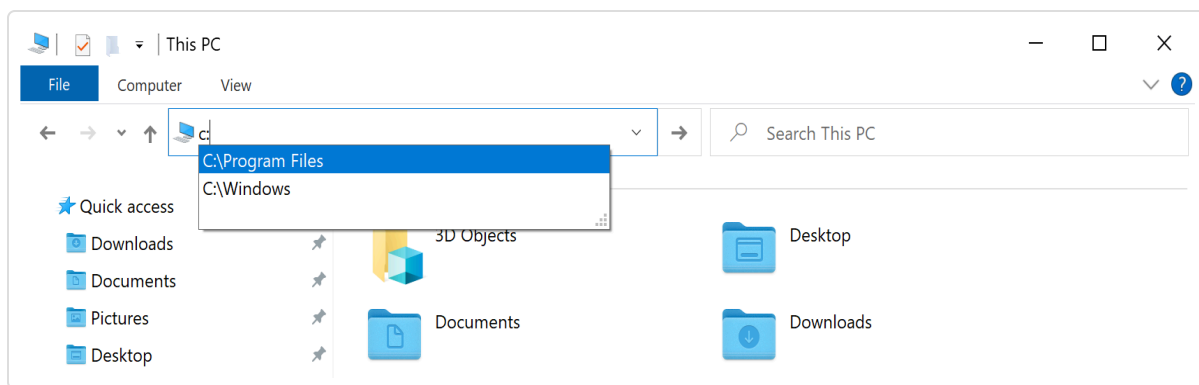 This PC
File Computer View
?
c:
Search This PC
C:\Program Files
C:\Windows
Quick access
Downloads
Documents
Pictures
Desktop
3D Objects
Desktop
Documents
Downloads